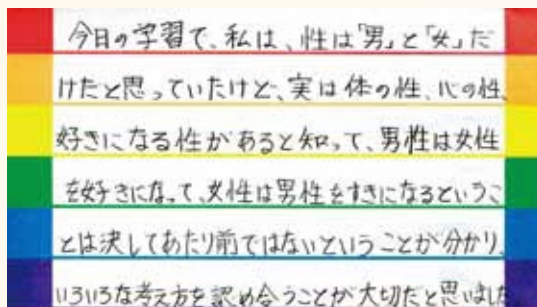 今日の学習で、私は、性は「男」と「女」だ
けだと思っていたけど、実は体の性、心の性、
好きになる性があると知って、男性は女性
を好きになって、女性は男性をすきになるというこ
とは決してあたり前ではないということが分かり、
いろいろな考え方を認め合うことが大切だと思いました。